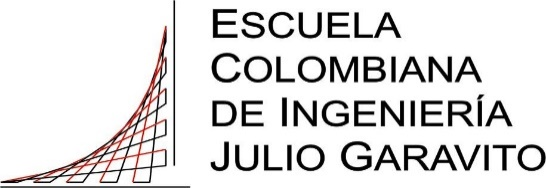 ESCUELA
COLOMBIANA
DE INGENIERÍA
JULIO GARAVITO